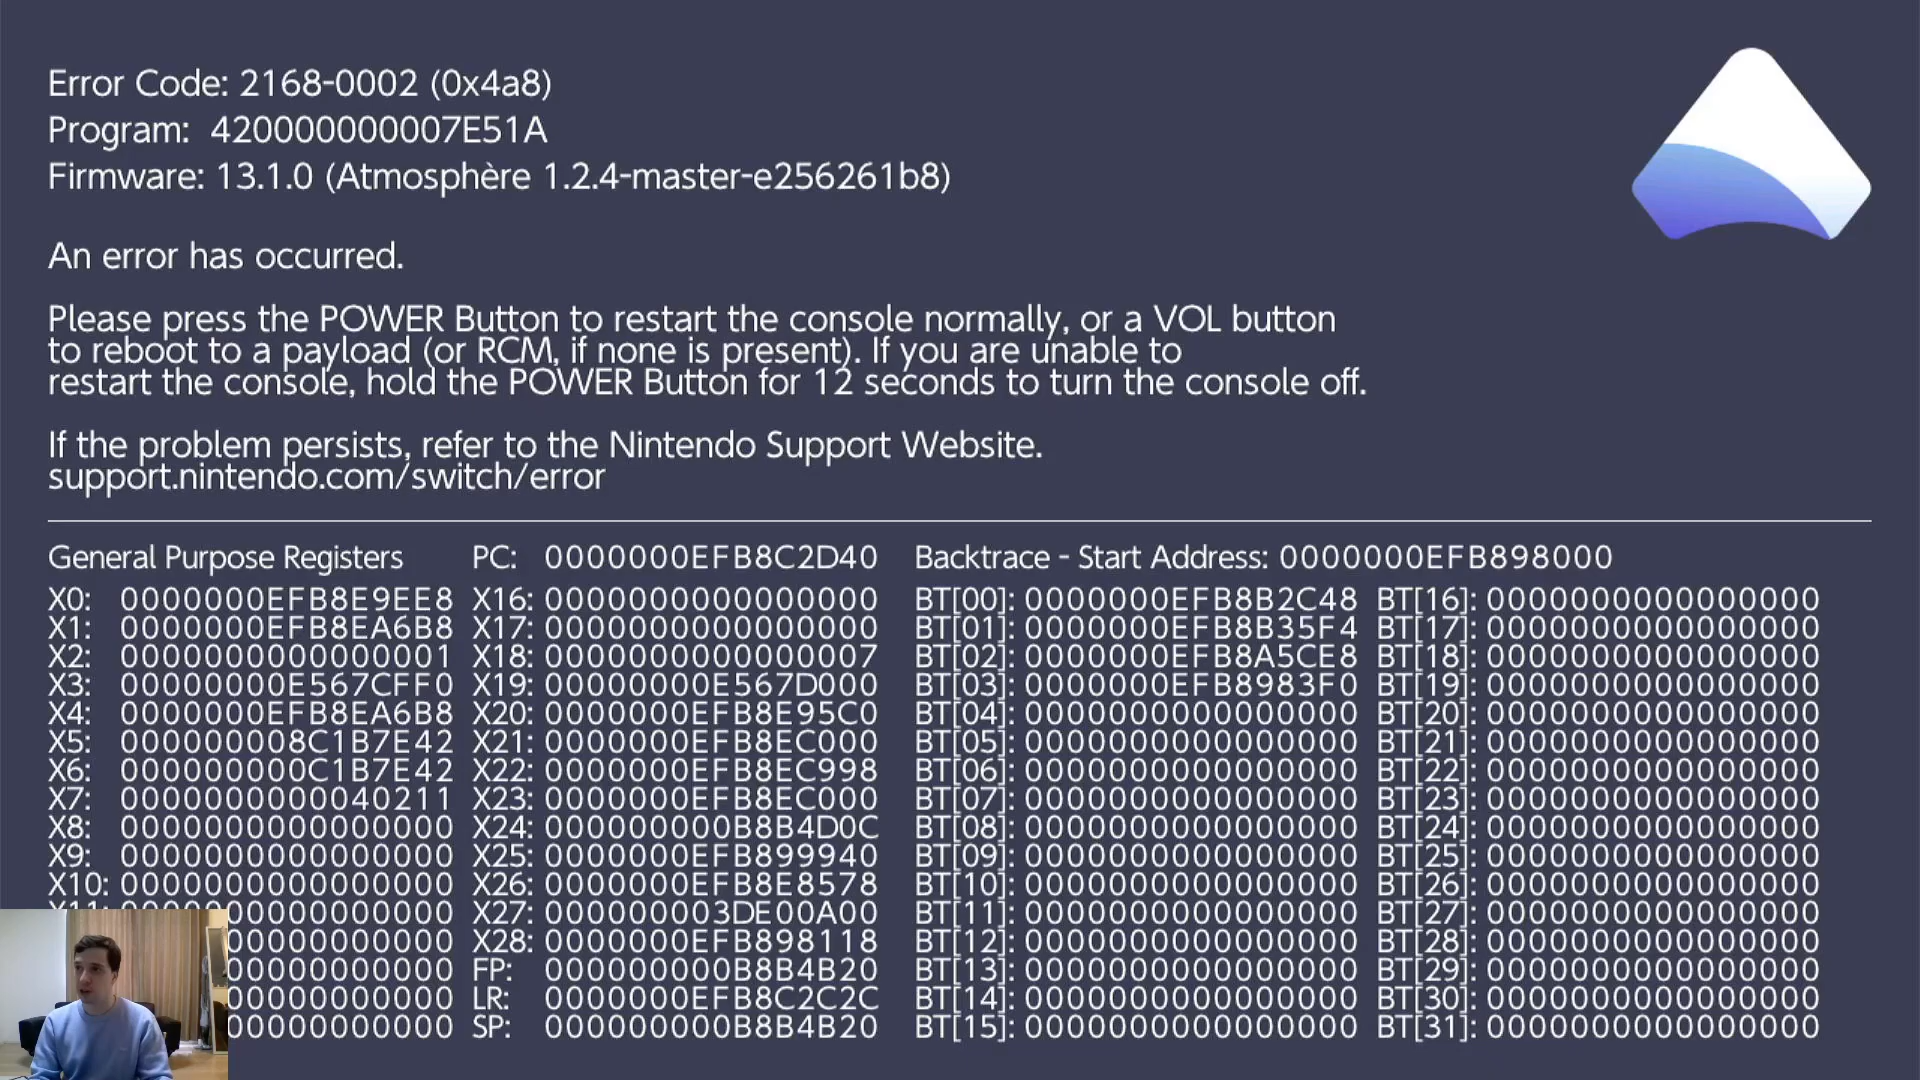 Error Code: 2168-0002 (0x4a8)
Program: 420000000007E51A
Firmware: 13.1.0 (Atmosphère 1.2.4-master-e256261b8)
An error has occurred.
Please press the POWER Button to restart the console normally, or a VOL button
to reboot to a payload (or RCM, if none is present). If you are unable to
restart the console, hold the POWER Button for 12 seconds to turn the console off.
If the problem persists, refer to the Nintendo Support Website.
support.nintendo.com/switch/error
General Purpose Registers PC: 0000000EFB8C2D40 Backtrace - Start Address: 0000000EFB898000
X0: 0000000EFB8E9EE8 X16: 0000000000000000 BT[00]: 0000000EFB8B2C48 BT[16]: 0000000000000000
X1: 0000000EFB8EA6B8 X17: 0000000000000000 BT[01]: 0000000EFB8B35F4 BT[17]: 0000000000000000
X2: 0000000000000001 X18: 0000000000000007 BT[02]: 0000000EFB8A5CE8 BT[18]: 0000000000000000
X3: 00000000E567CFF0 X19: 00000000E567D000 BT[03]: 0000000EFB8983F0 BT[19]: 0000000000000000
X4: 0000000EFB8EA6B8 X20: 0000000EFB8E95C0 BT[04]: 0000000000000000 BT[20]: 0000000000000000
X5: 000000008C1B7E42 X21: 0000000EFB8EC000 BT[05]: 0000000000000000 BT[21]: 0000000000000000
X6: 000000000C1B7E42 X22: 0000000EFB8EC998 BT[06]: 0000000000000000 BT[22]: 0000000000000000
X7: 0000000000040211 X23: 0000000EFB8EC000 BT[07]: 0000000000000000 BT[23]: 0000000000000000
X8: 0000000000000000 X24: 000000000B8B4D0C BT[08]: 0000000000000000 BT[24]: 0000000000000000
X9: 0000000000000000 X25: 0000000EFB899940 BT[09]: 0000000000000000 BT[25]: 0000000000000000
X10: 0000000000000000 X26: 0000000EFB8E8578 BT[10]: 0000000000000000 BT[26]: 0000000000000000
X27: 000000003DE00A00 BT[11]: 0000000000000000 BT[27]: 0000000000000000
X28: 0000000EFB898118 BT[12]: 0000000000000000 BT[28]: 0000000000000000
FP: 000000000B8B4B20 BT[13]: 0000000000000000 BT[29]: 0000000000000000
LR: 0000000EFB8C2C2C BT[14]: 0000000000000000 BT[30]: 0000000000000000
SP: 000000000B8B4B20 BT[15]: 0000000000000000 BT[31]: 0000000000000000